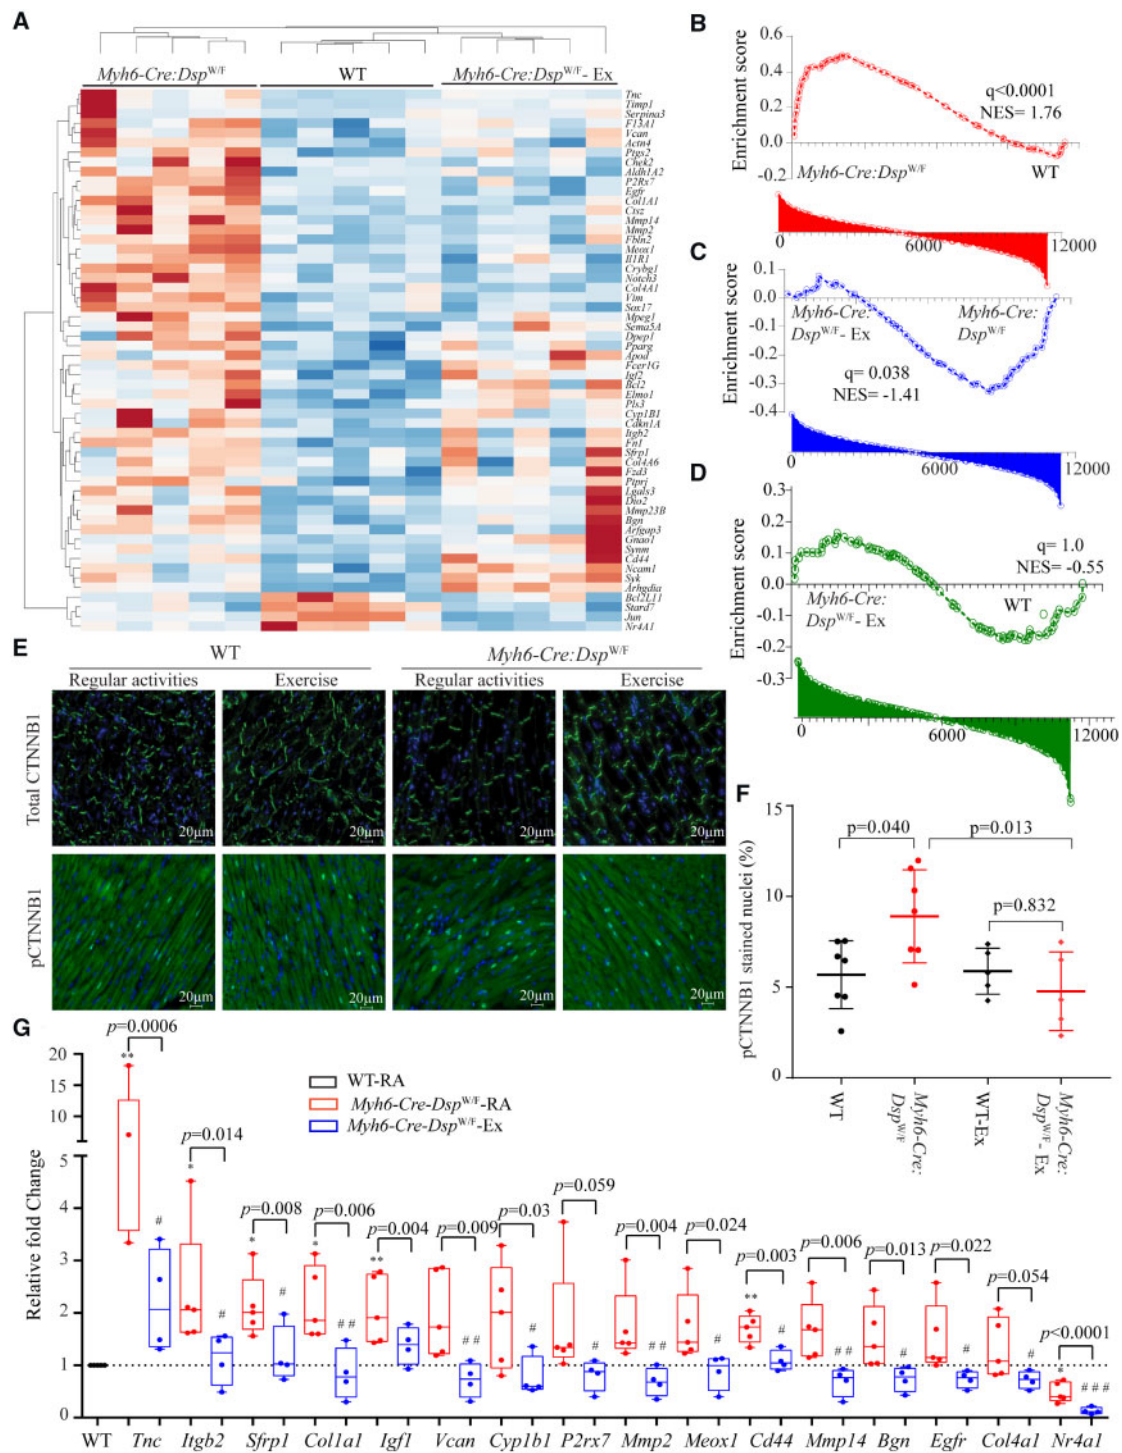 A
Myh6-Cre:Dsp^W/F
WT
Myh6-Cre:Dsp^W/F- Ex
Tnc
Timp1
Serpina3
F13A1
Vcan
Actn4
Ptgs2
Chek2
Aldh1A2
P2Rx7
Egfr
Col1A1
Ctsz
Mmp14
Mmp2
Fbln2
Meox1
Il1R1
Crybg1
Notch3
Col4A1
Vim
Sox17
Mpeg1
Sema5A
Dpep1
Pparg
Apod
Fcer1G
Igf2
Bcl2
Elmo1
Pls3
Cyp1B1
Cdkn1A
Itgb2
Fn1
Sfrp1
Col4A6
Fzd3
Ptprj
Lgals3
Dio2
Mmp23B
Bgn
Arfgap3
Gnao1
Synm
Cd44
Ncam1
Syk
Arhgdia
Bcl2L11
Stard7
Jun
Nr4A1
B
Enrichment score
0.6
0.4
0.2
0.0
-0.2
q<0.0001
NES= 1.76
Myh6-Cre:Dsp^W/F
WT
0
6000
12000
C
Enrichment score
0.1
0.0
-0.1
-0.2
-0.3
-0.4
Myh6-Cre:
Dsp^W/F- Ex
Myh6-Cre:
Dsp^W/F
q= 0.038
NES= -1.41
0
6000
12000
D
Enrichment score
0.3
0.2
0.1
0.0
-0.1
-0.2
-0.3
q= 1.0
NES= -0.55
Myh6-Cre:
Dsp^W/F- Ex
WT
0
6000
12000
E
WT
Myh6-Cre:Dsp^W/F
Regular activities
Exercise
Regular activities
Exercise
Total CTNNB1
20µm
20µm
20µm
20µm
pCTNNB1
20µm
20µm
20µm
20µm
F
pCTNNB1 stained nuclei (%)
15
10
5
0
p=0.040
p=0.013
p=0.832
WT
Myh6-Cre:
Dsp^W/F
WT-Ex
Myh6-Cre:
Dsp^W/F- Ex
G
Relative fold Change
20
15
10
5
4
3
2
1
0
WT-RA
Myh6-Cre-Dsp^W/F-RA
Myh6-Cre-Dsp^W/F-Ex
p=0.0006
**
#
p=0.014
*
#
p=0.008
*
#
p=0.006
*
# #
p=0.004
**
p=0.009
# #
p=0.03
#
p=0.059
#
p=0.004
# #
p=0.024
#
p=0.003
**
#
p=0.006
# #
p=0.013
#
p=0.022
#
p=0.054
#
p<0.0001
*
# # #
WT Tnc Itgb2 Sfrp1 Col1a1 Igf1 Vcan Cyp1b1 P2rx7 Mmp2 Meox1 Cd44 Mmp14 Bgn Egfr Col4a1 Nr4a1